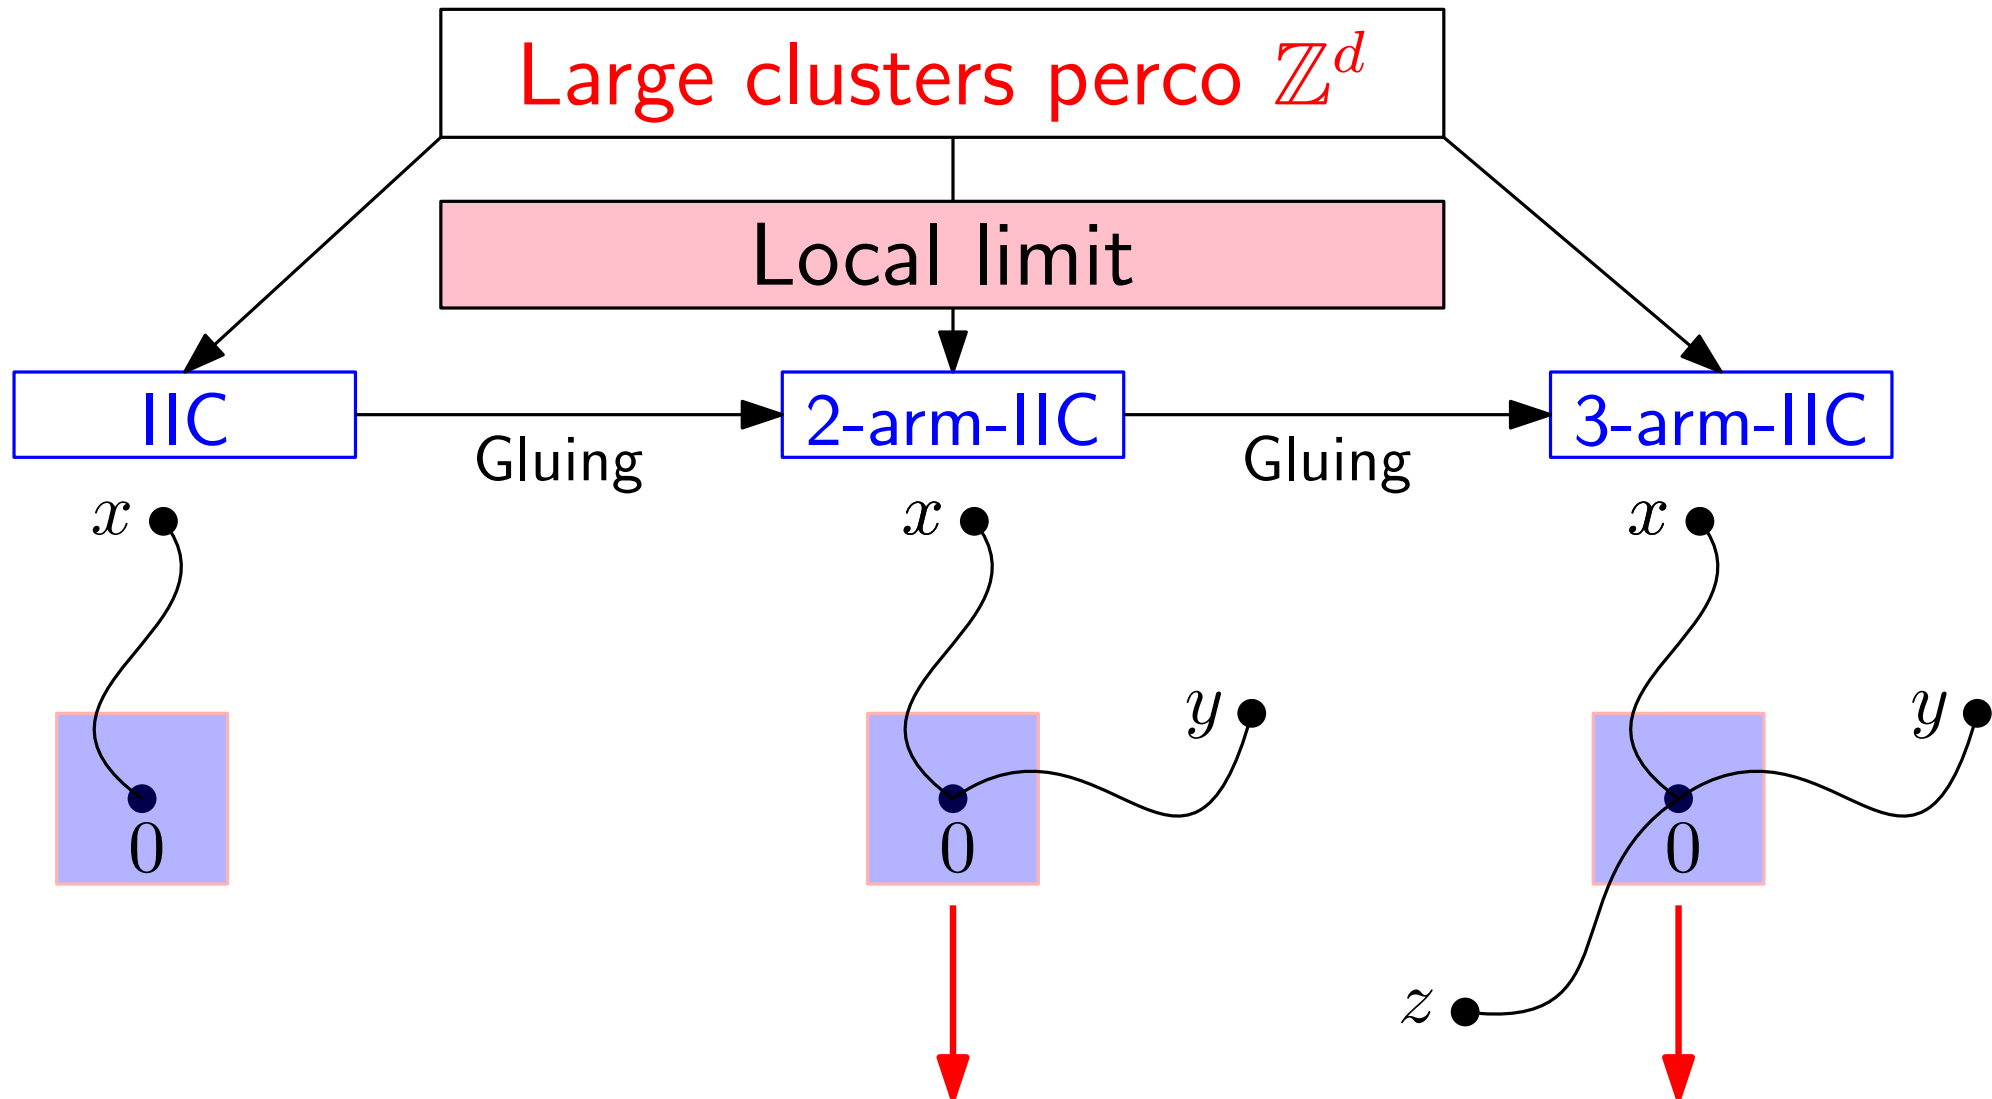 Large clusters perco ℤ^d
Local limit
IIC
2-arm-IIC
3-arm-IIC
Gluing
Gluing
x
x
x
y
y
0
0
0
z